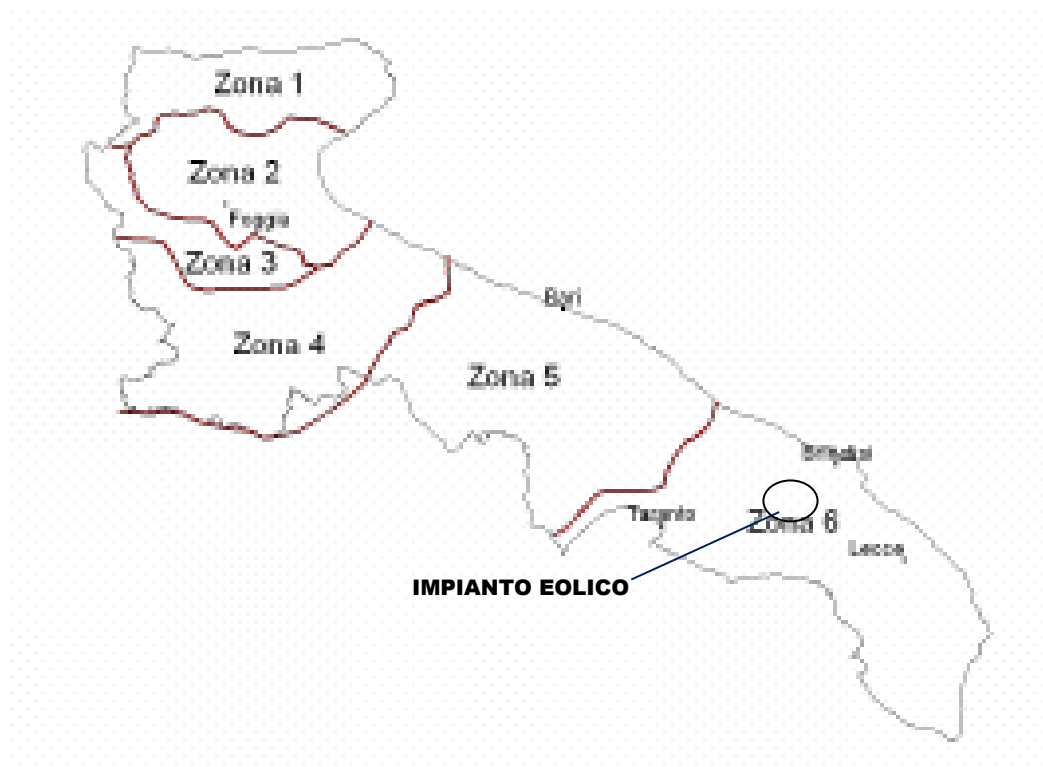 Zona 1
Zona 2
Foggia
Zona 3
Bari
Zona 4
Zona 5
Brindisi
Taranto
Zona 6
Lecce
IMPIANTO EOLICO